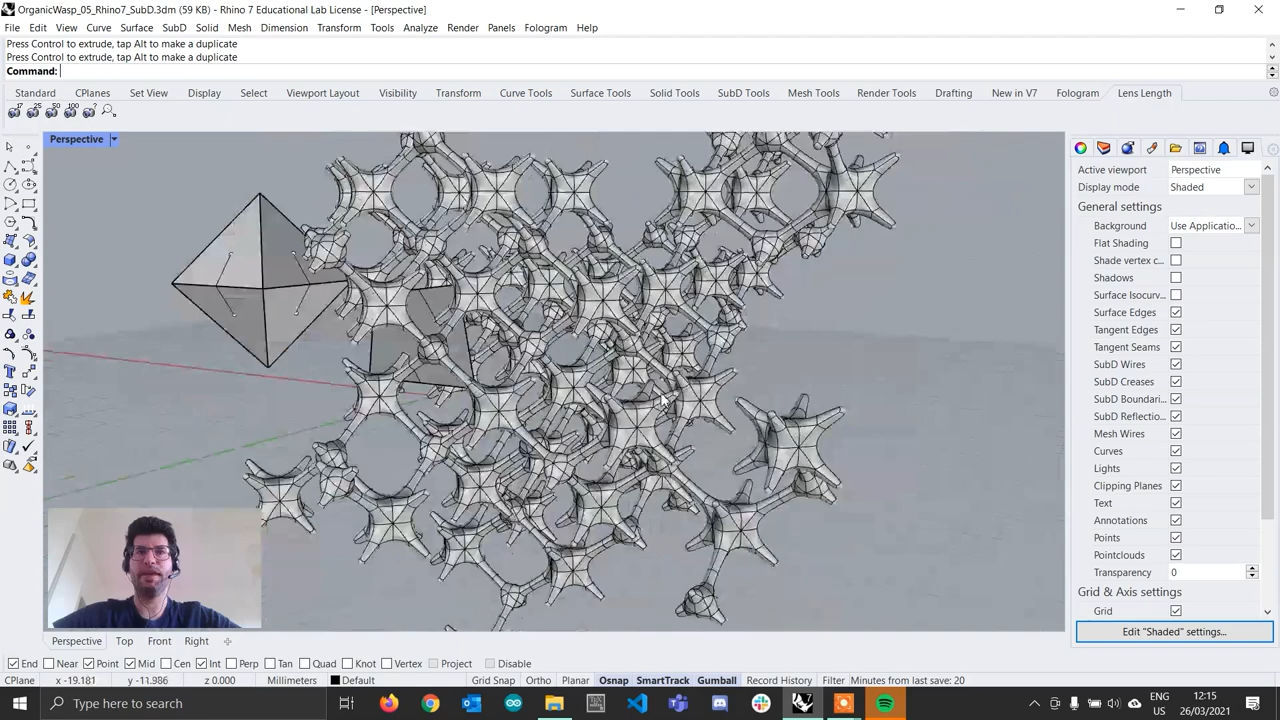 OrganicWasp_05_Rhino7_SubD.3dm (59 KB) - Rhino 7 Educational Lab License - [Perspective]
File Edit View Curve Surface SubD Solid Mesh Dimension Transform Tools Analyze Render Panels Fologram Help
Press Control to extrude, tap Alt to make a duplicate
Press Control to extrude, tap Alt to make a duplicate
Command:
Standard CPlanes Set View Display Select Viewport Layout Visibility Transform Curve Tools Surface Tools Solid Tools SubD Tools Mesh Tools Render Tools Drafting New in V7 Fologram Lens Length
17 25 50 100 ?
Perspective
Active viewport Perspective
Display mode Shaded
General settings
Background Use Applicatio...
Flat Shading
Shade vertex c...
Shadows
Surface Isocurv...
Surface Edges
Tangent Edges
Tangent Seams
SubD Wires
SubD Creases
SubD Boundari...
SubD Reflectio...
Mesh Wires
Curves
Lights
Clipping Planes
Text
Annotations
Points
Pointclouds
Transparency 0
Grid & Axis settings
Grid
Edit "Shaded" settings...
Perspective Top Front Right
End Near Point Mid Cen Int Perp Tan Quad Knot Vertex Project Disable
CPlane x -19.181 y -11.986 z 0.000 Millimeters Default Grid Snap Ortho Planar Osnap SmartTrack Gumball Record History Filter Minutes from last save: 20
Type here to search
ENG
US
12:15
26/03/2021